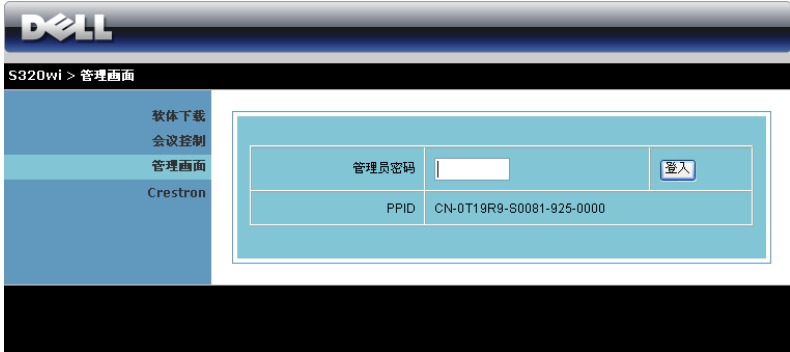 DELL
S320wi > 管理画面
软体下载
会议控制
管理画面
Crestron
管理员密码
登入
PPID CN-0T19R9-S0081-925-0000